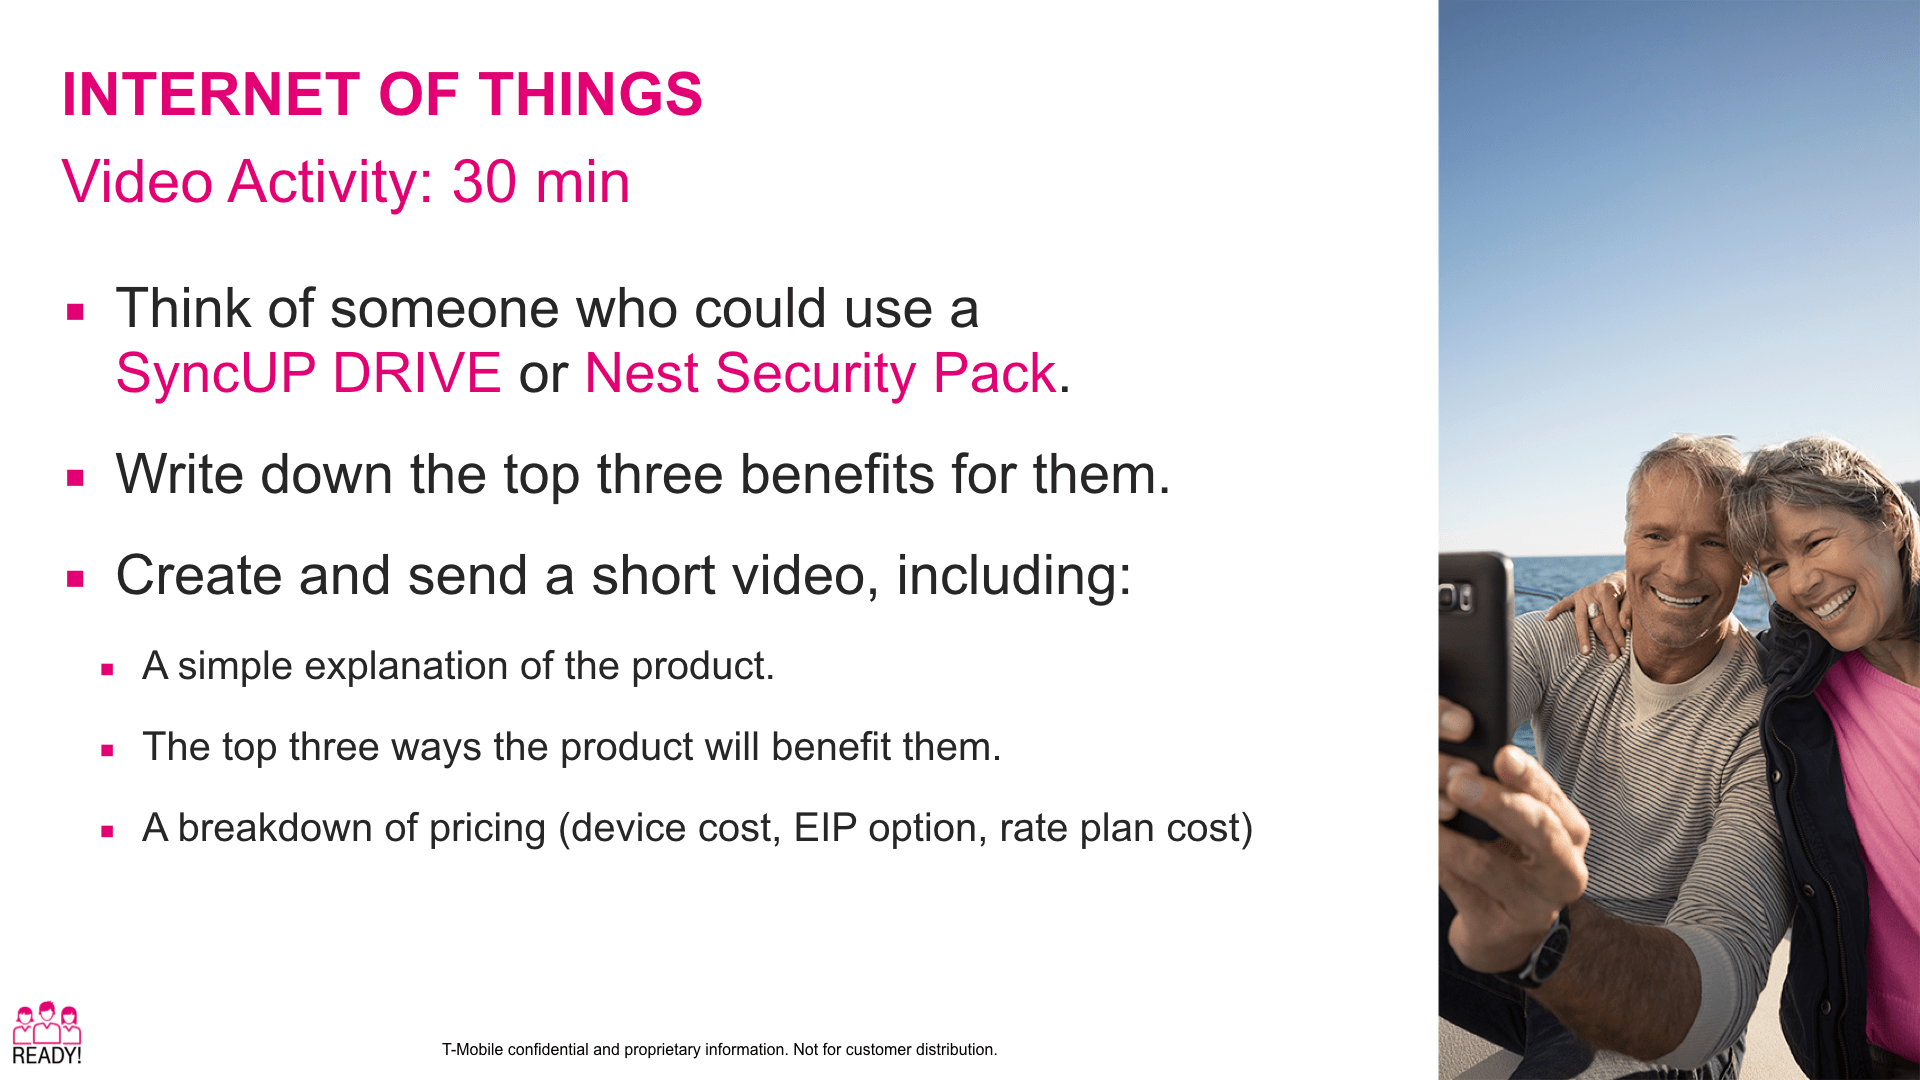 INTERNET OF THINGS
Video Activity: 30 min
Think of someone who could use a
SyncUP DRIVE or Nest Security Pack.
Write down the top three benefits for them.
Create and send a short video, including:
A simple explanation of the product.
The top three ways the product will benefit them.
A breakdown of pricing (device cost, EIP option, rate plan cost)
READY!
T-Mobile confidential and proprietary information. Not for customer distribution.